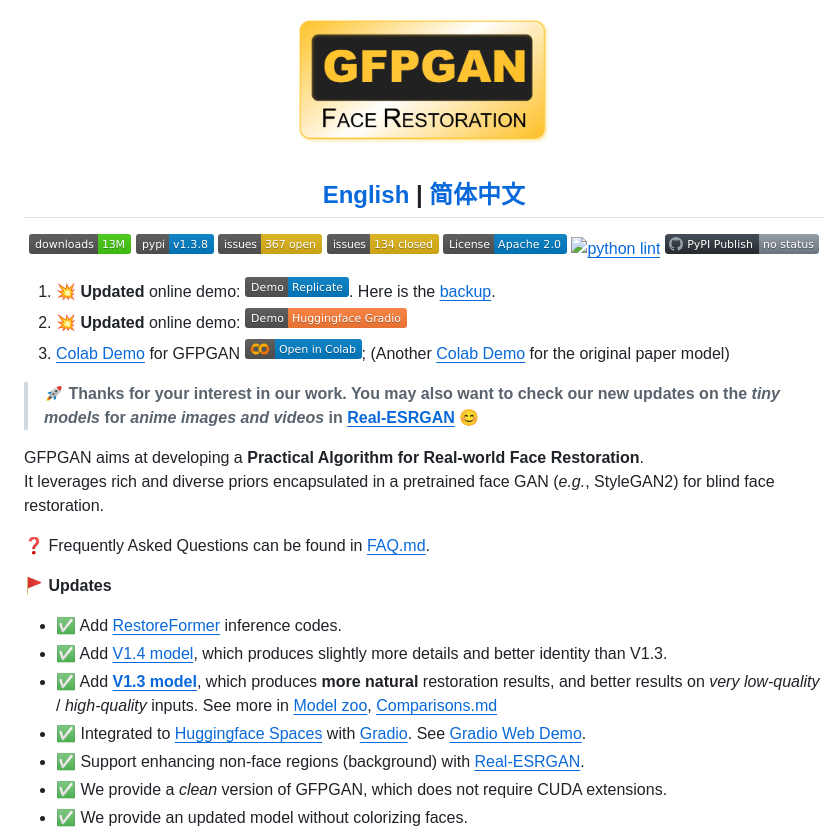 GFPGAN
FACE RESTORATION
English | 简体中文
downloads 13M pypi v1.3.8 issues 367 open issues 134 closed License Apache 2.0 python lint PyPI Publish no status
1. 💥 Updated online demo: Demo Replicate. Here is the backup.
2. 💥 Updated online demo: Demo Huggingface Gradio
3. Colab Demo for GFPGAN Open in Colab; (Another Colab Demo for the original paper model)
🚀 Thanks for your interest in our work. You may also want to check our new updates on the tiny
models for anime images and videos in Real-ESRGAN 😊
GFPGAN aims at developing a Practical Algorithm for Real-world Face Restoration.
It leverages rich and diverse priors encapsulated in a pretrained face GAN (e.g., StyleGAN2) for blind face
restoration.
❓ Frequently Asked Questions can be found in FAQ.md.
🚩 Updates
• ✅ Add RestoreFormer inference codes.
• ✅ Add V1.4 model, which produces slightly more details and better identity than V1.3.
• ✅ Add V1.3 model, which produces more natural restoration results, and better results on very low-quality
/ high-quality inputs. See more in Model zoo, Comparisons.md
• ✅ Integrated to Huggingface Spaces with Gradio. See Gradio Web Demo.
• ✅ Support enhancing non-face regions (background) with Real-ESRGAN.
• ✅ We provide a clean version of GFPGAN, which does not require CUDA extensions.
• ✅ We provide an updated model without colorizing faces.